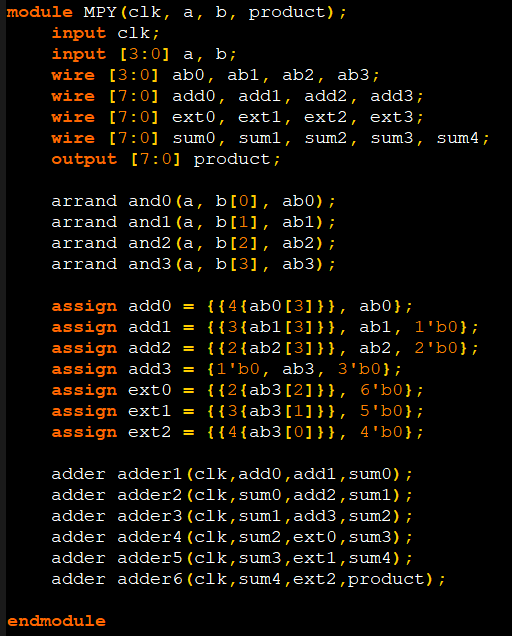 module MPY(clk, a, b, product);
    input clk;
    input [3:0] a, b;
    wire [3:0] ab0, ab1, ab2, ab3;
    wire [7:0] add0, add1, add2, add3;
    wire [7:0] ext0, ext1, ext2, ext3;
    wire [7:0] sum0, sum1, sum2, sum3, sum4;
    output [7:0] product;

    arrand and0(a, b[0], ab0);
    arrand and1(a, b[1], ab1);
    arrand and2(a, b[2], ab2);
    arrand and3(a, b[3], ab3);

    assign add0 = {{4{ab0[3]}}, ab0};
    assign add1 = {{3{ab1[3]}}, ab1, 1'b0};
    assign add2 = {{2{ab2[3]}}, ab2, 2'b0};
    assign add3 = {1'b0, ab3, 3'b0};
    assign ext0 = {{2{ab3[2]}}, 6'b0};
    assign ext1 = {{3{ab3[1]}}, 5'b0};
    assign ext2 = {{4{ab3[0]}}, 4'b0};

    adder adder1(clk,add0,add1,sum0);
    adder adder2(clk,sum0,add2,sum1);
    adder adder3(clk,sum1,add3,sum2);
    adder adder4(clk,sum2,ext0,sum3);
    adder adder5(clk,sum3,ext1,sum4);
    adder adder6(clk,sum4,ext2,product);

endmodule